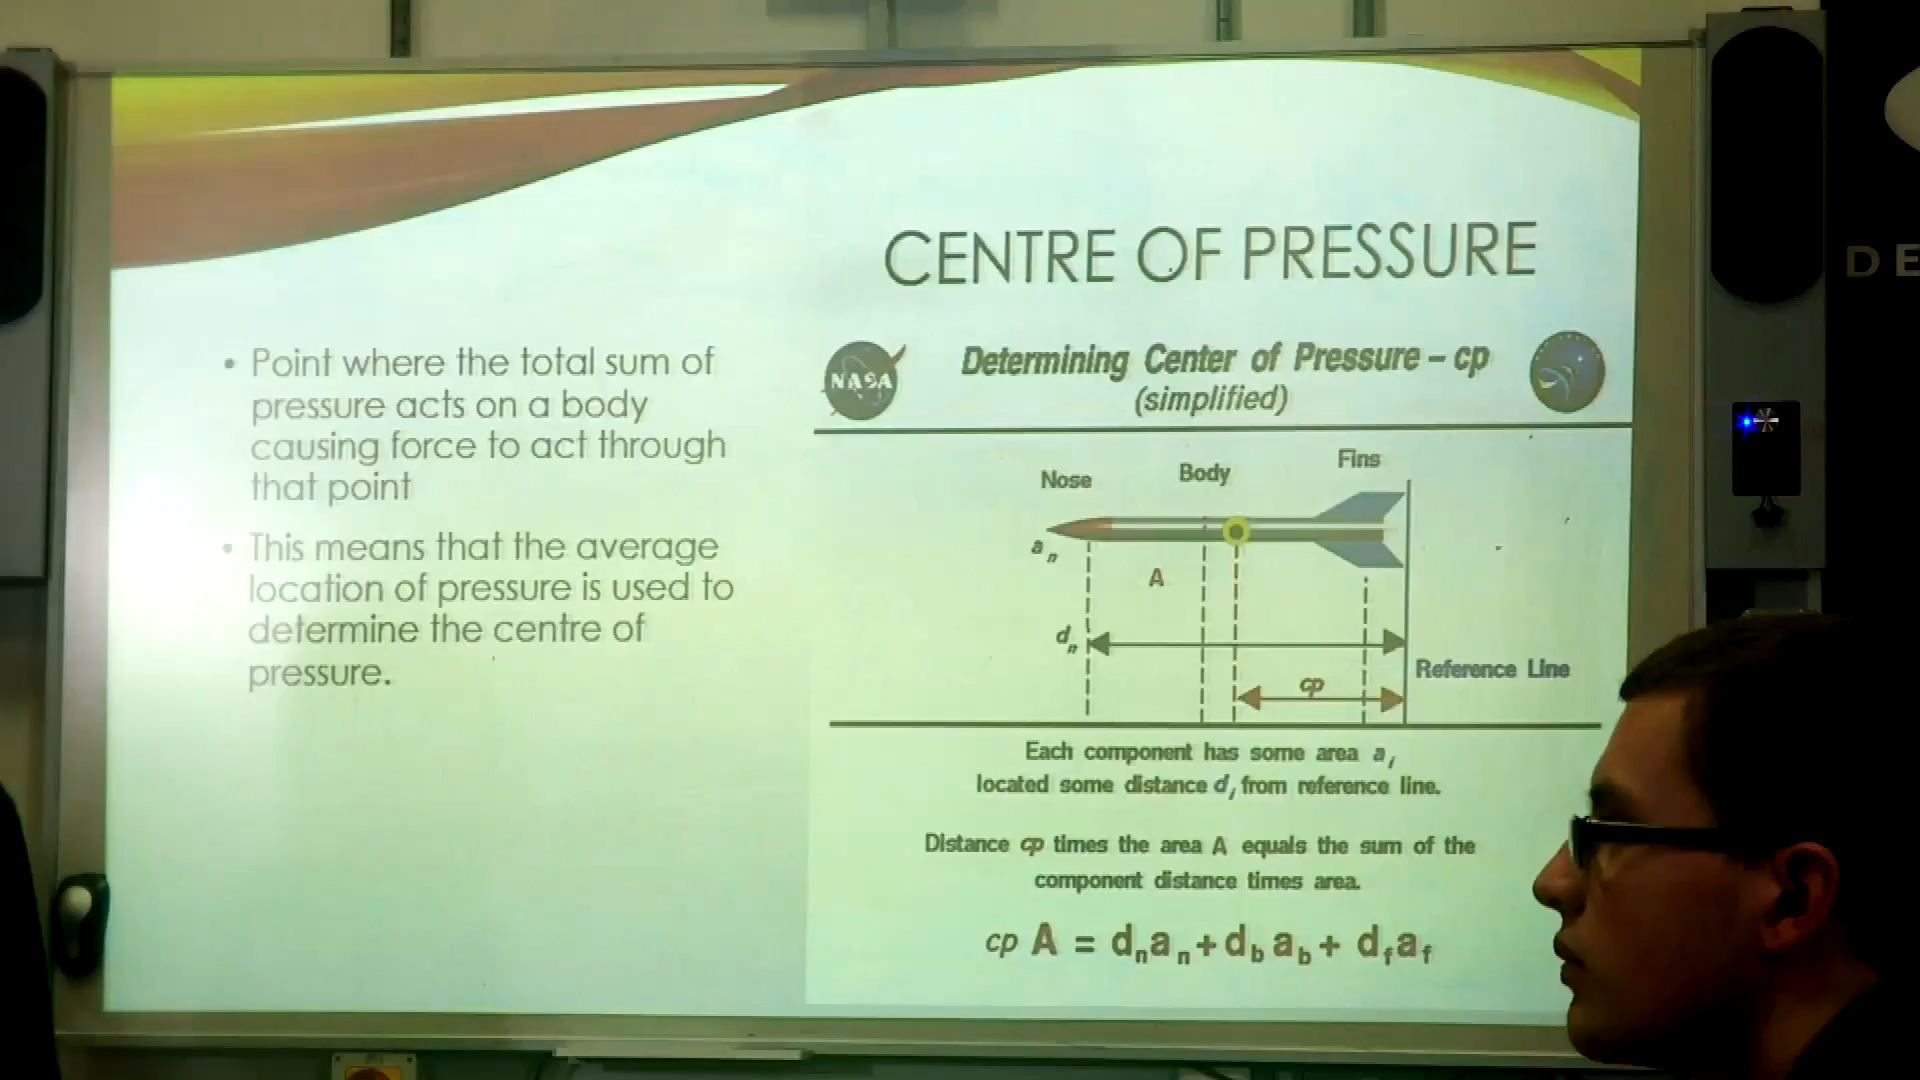 CENTRE OF PRESSURE
• Point where the total sum of
pressure acts on a body
causing force to act through
that point
• This means that the average
location of pressure is used to
determine the centre of
pressure.
NASA
Determining Center of Pressure – cp
(simplified)
Nose
Body
Fins
a n
A
d n
cp
Reference Line
Each component has some area a i
located some distance d i from reference line.
Distance cp times the area A equals the sum of the
component distance times area.
cp A = d n a n + d b a b + d f a f
DE